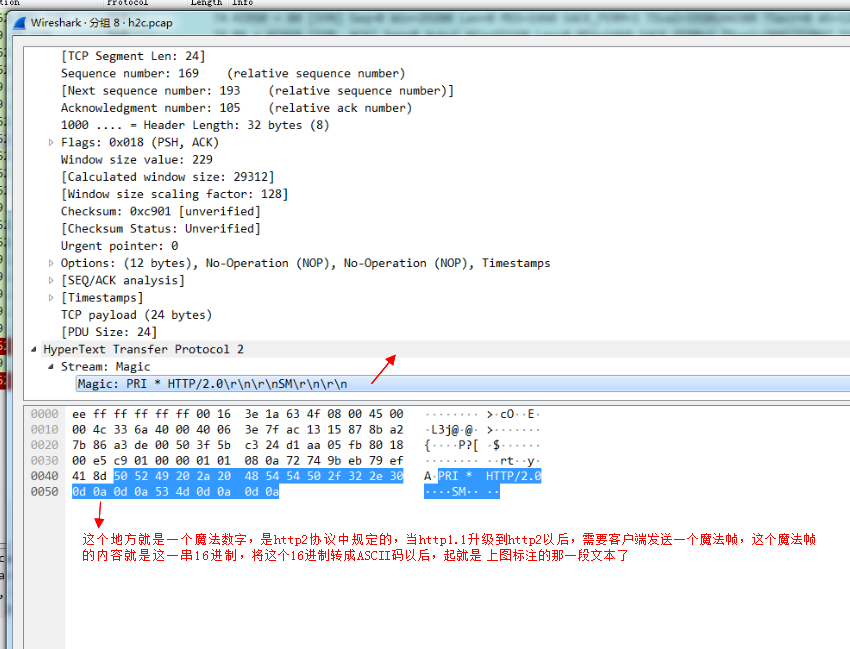 Protocol Length Info
Wireshark · 分组 8 · h2c.pcap
[TCP Segment Len: 24]
Sequence number: 169 (relative sequence number)
[Next sequence number: 193 (relative sequence number)]
Acknowledgment number: 105 (relative ack number)
1000 .... = Header Length: 32 bytes (8)
Flags: 0x018 (PSH, ACK)
Window size value: 229
[Calculated window size: 29312]
[Window size scaling factor: 128]
Checksum: 0xc901 [unverified]
[Checksum Status: Unverified]
Urgent pointer: 0
Options: (12 bytes), No-Operation (NOP), No-Operation (NOP), Timestamps
[SEQ/ACK analysis]
[Timestamps]
TCP payload (24 bytes)
[PDU Size: 24]
HyperText Transfer Protocol 2
Stream: Magic
Magic: PRI * HTTP/2.0\r\n\r\nSM\r\n\r\n
0000 ee ff ff ff ff ff 00 16 3e 1a 63 4f 08 00 45 00 ········ >·cO··E·
0010 00 4c 33 6a 40 00 40 06 3e 7f ac 13 15 87 8b a2 ·L3j@·@· >·······
0020 7b 86 a3 de 00 50 3f 5b c3 24 d1 aa 05 fb 80 18 {····P?[ ·$······
0030 00 e5 c9 01 00 00 01 01 08 0a 72 74 9b eb 79 ef ········ ··rt··y·
0040 41 8d 50 52 49 20 2a 20 48 54 54 50 2f 32 2e 30 A·PRI * HTTP/2.0
0050 0d 0a 0d 0a 53 4d 0d 0a 0d 0a ····SM·· ··
这个地方就是一个魔法数字，是http2协议中规定的，当http1.1升级到http2以后，需要客户端发送一个魔法帧，这个魔法帧
的内容就是这一串16进制，将这个16进制转成ASCII码以后，起就是 上图标注的那一段文本了